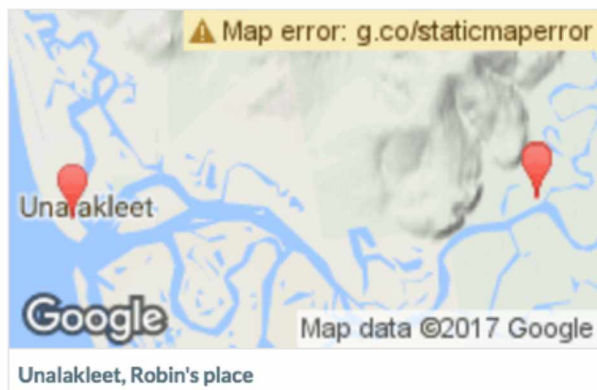 Map error: g.co/staticmaperror
Unalakleet
Google
Map data ©2017 Google
Unalakleet, Robin's place